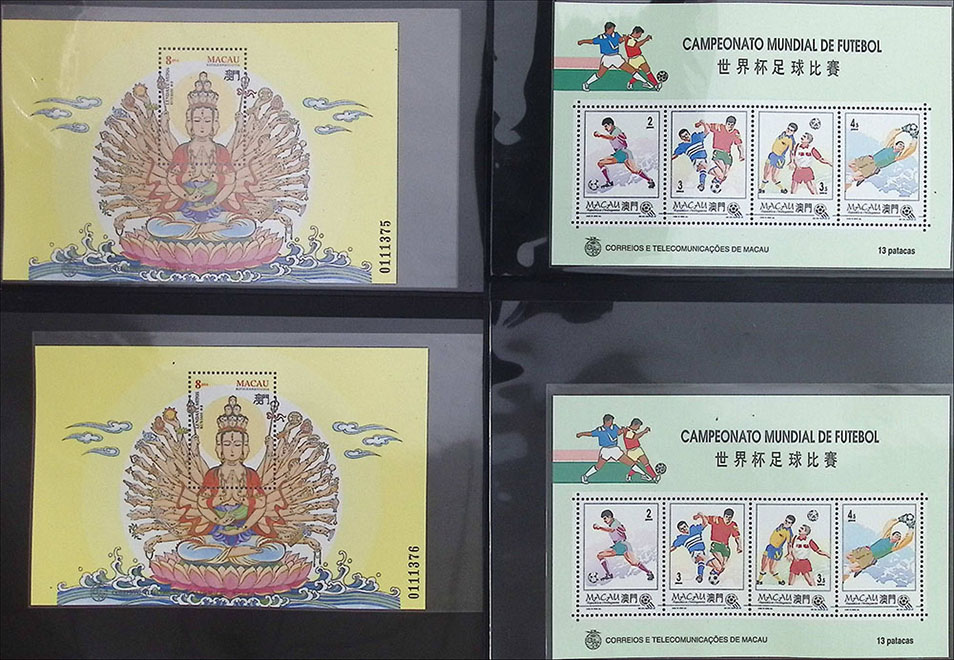 8 ptcs
MACAU
澳門
0111375
CAMPEONATO MUNDIAL DE FUTEBOL
世界杯足球比賽
2
3
3.5
4.5
MACAU 澳門
MACAU 澳門
MACAU 澳門
MACAU 澳門
CORREIOS E TELECOMUNICAÇÕES DE MACAU
13 patacas
8 ptcs
MACAU
澳門
0111376
CAMPEONATO MUNDIAL DE FUTEBOL
世界杯足球比賽
2
3
3.5
4.5
MACAU 澳門
MACAU 澳門
MACAU 澳門
MACAU 澳門
CORREIOS E TELECOMUNICAÇÕES DE MACAU
13 patacas